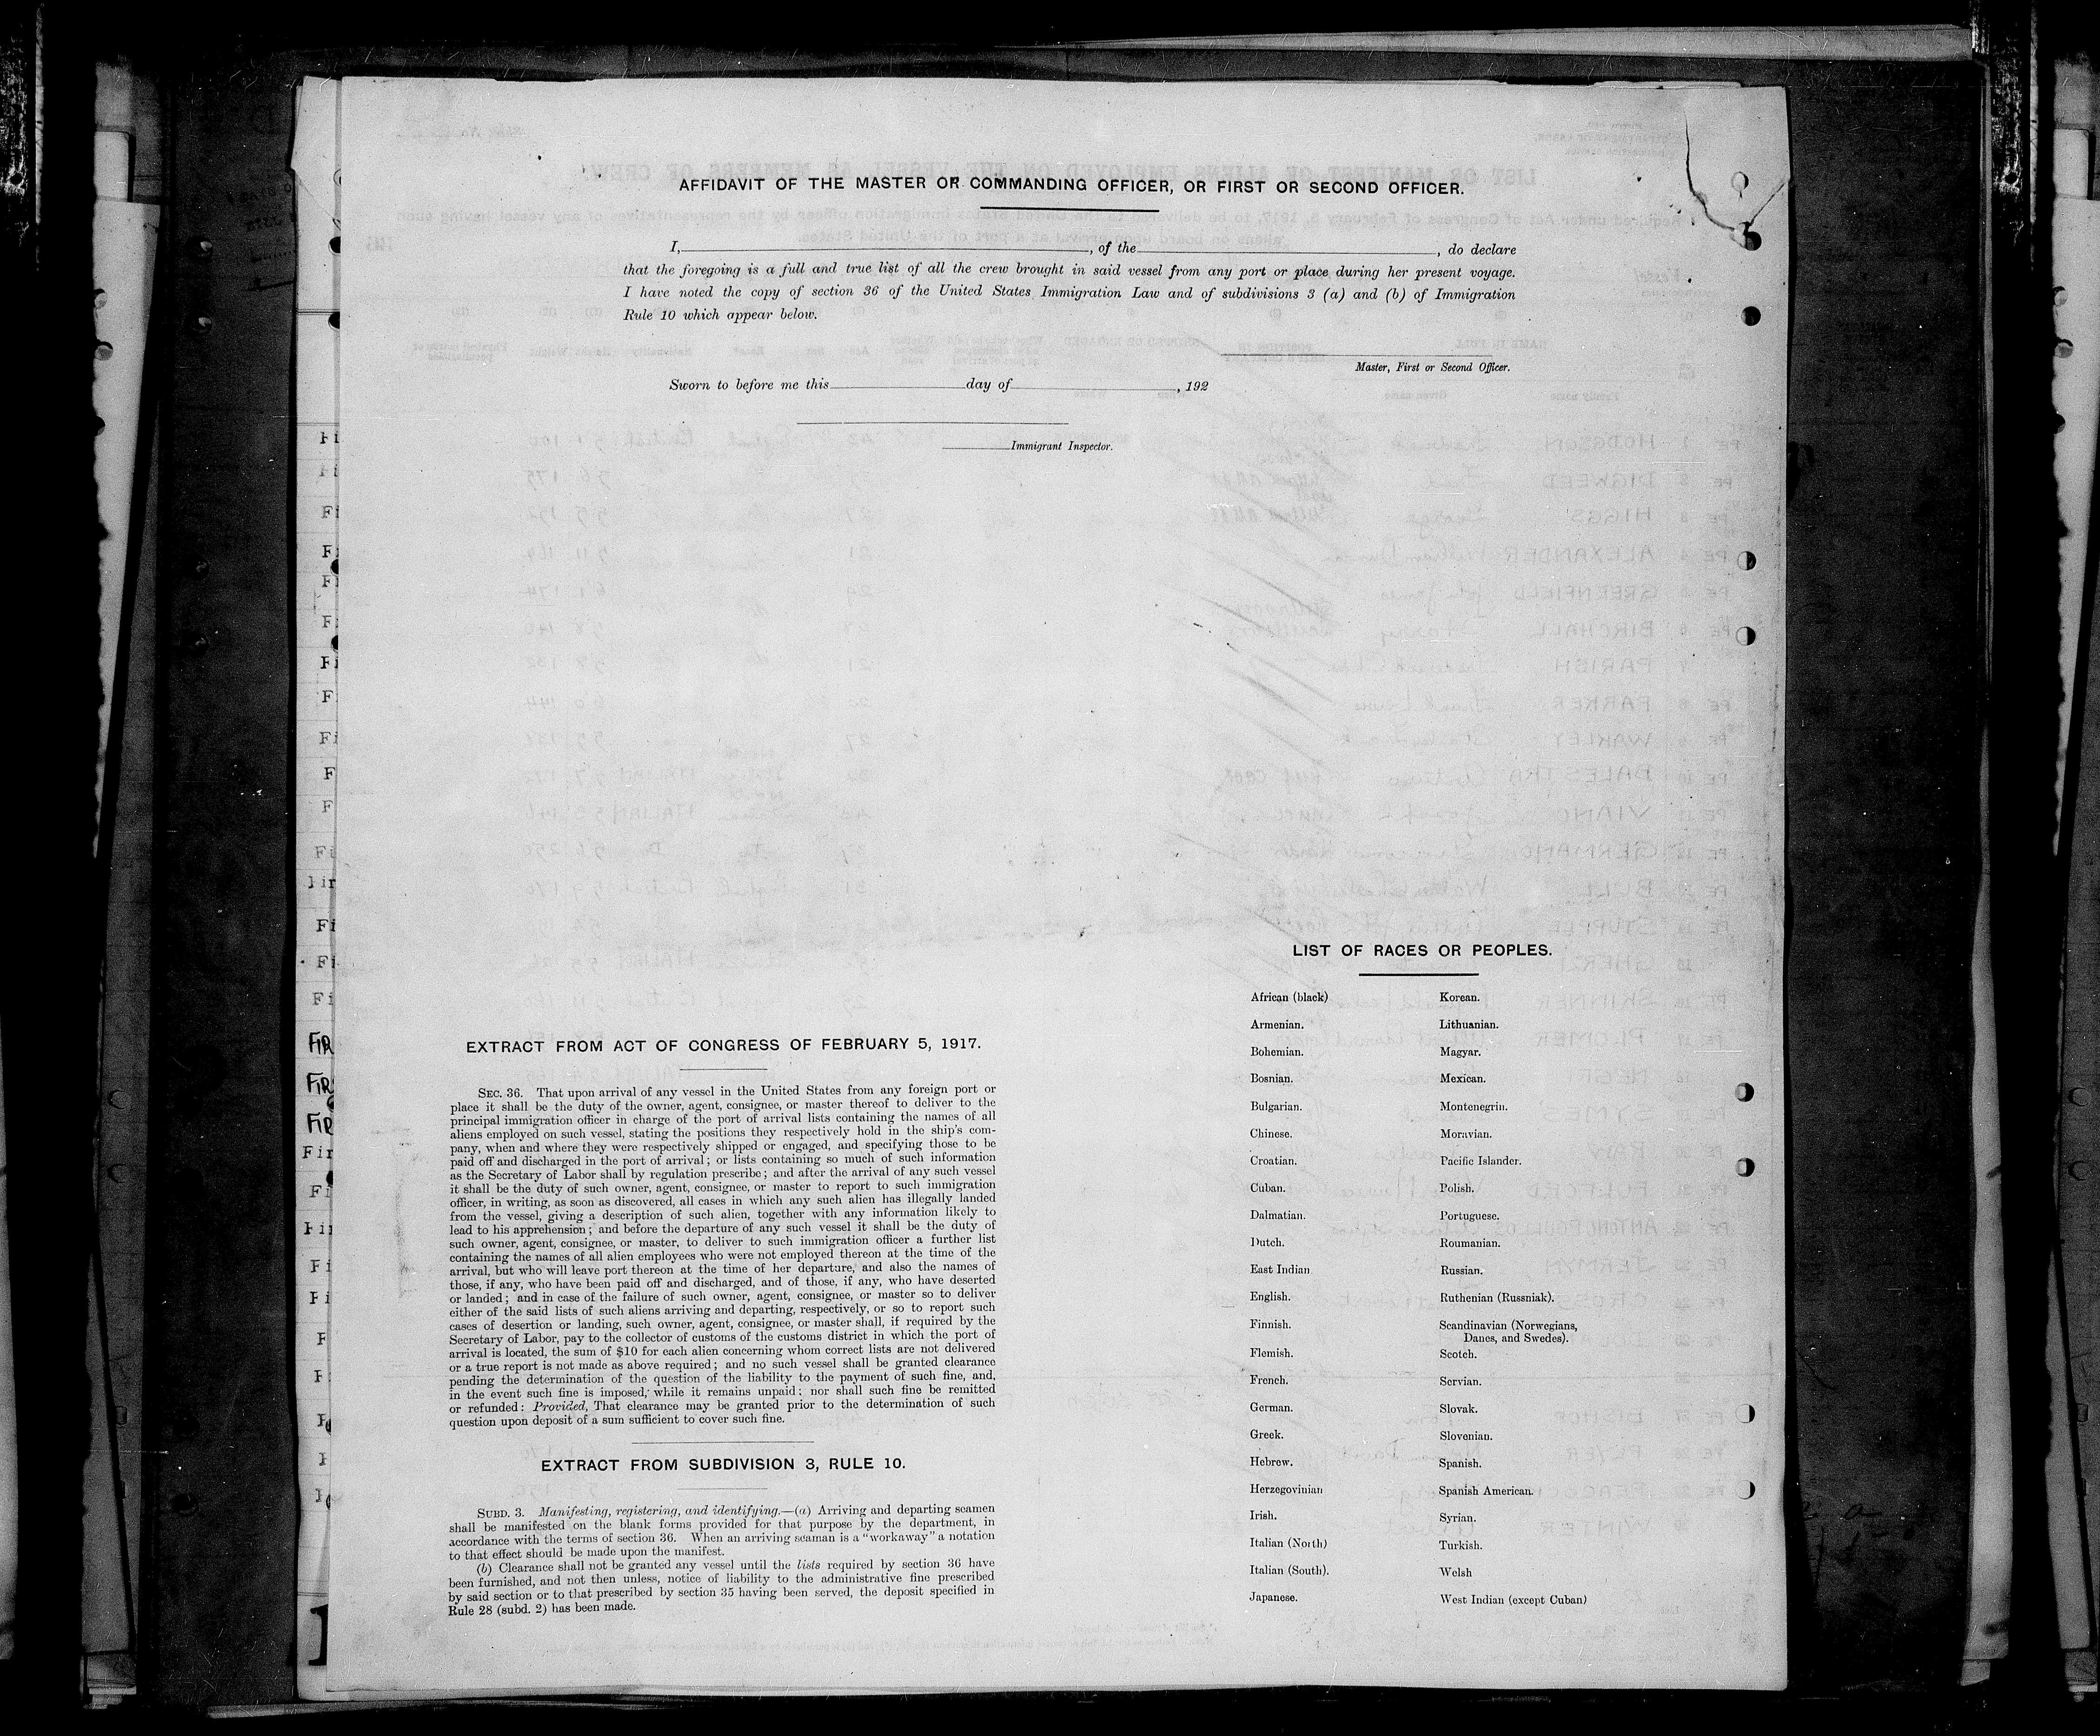 AFFIDAVIT OF THE MASTER OR COMMANDING OFFICER, OR FIRST OR SECOND OFFICER.
I, , of the , do declare
that the foregoing is a full and true list of all the crew brought in said vessel from any port or place during her present voyage.
I have noted the copy of section 36 of the United States Immigration Law and of subdivisions 3 (a) and (b) of Immigration
Rule 10 which appear below.
Master, First or Second Officer.
Sworn to before me this day of , 192
Immigrant Inspector.
EXTRACT FROM ACT OF CONGRESS OF FEBRUARY 5, 1917.
SEC. 36. That upon arrival of any vessel in the United States from any foreign port or
place it shall be the duty of the owner, agent, consignee, or master thereof to deliver to the
principal immigration officer in charge of the port of arrival lists containing the names of all
aliens employed on such vessel, stating the positions they respectively hold in the ship's com-
pany, when and where they were respectively shipped or engaged, and specifying those to be
paid off and discharged in the port of arrival; or lists containing so much of such information
as the Secretary of Labor shall by regulation prescribe; and after the arrival of any such vessel
it shall be the duty of such owner, agent, consignee, or master to report to such immigration
officer, in writing, as soon as discovered, all cases in which any such alien has illegally landed
from the vessel, giving a description of such alien, together with any information likely to
lead to his apprehension; and before the departure of any such vessel it shall be the duty of
such owner, agent, consignee, or master, to deliver to such immigration officer a further list
containing the names of all alien employees who were not employed thereon at the time of the
arrival, but who will leave port thereon at the time of her departure, and also the names of
those, if any, who have been paid off and discharged, and of those, if any, who have deserted
or landed; and in case of the failure of such owner, agent, consignee, or master so to deliver
either of the said lists of such aliens arriving and departing, respectively, or so to report such
cases of desertion or landing, such owner, agent, consignee, or master shall, if required by the
Secretary of Labor, pay to the collector of customs of the customs district in which the port of
arrival is located, the sum of $10 for each alien concerning whom correct lists are not delivered
or a true report is not made as above required; and no such vessel shall be granted clearance
pending the determination of the question of the liability to the payment of such fine, and,
in the event such fine is imposed, while it remains unpaid; nor shall such fine be remitted
or refunded: Provided, That clearance may be granted prior to the determination of such
question upon deposit of a sum sufficient to cover such fine.
EXTRACT FROM SUBDIVISION 3, RULE 10.
SUBD. 3. Manifesting, registering, and identifying.—(a) Arriving and departing seamen
shall be manifested on the blank forms provided for that purpose by the department, in
accordance with the terms of section 36. When an arriving seaman is a "workaway" a notation
to that effect should be made upon the manifest.
(b) Clearance shall not be granted any vessel until the lists required by section 36 have
been furnished, and not then unless, notice of liability to the administrative fine prescribed
by said section or to that prescribed by section 35 having been served, the deposit specified in
Rule 28 (subd. 2) has been made.
LIST OF RACES OR PEOPLES.
African (black)
Armenian.
Bohemian.
Bosnian.
Bulgarian.
Chinese.
Croatian.
Cuban.
Dalmatian.
Dutch.
East Indian
English.
Finnish.
Flemish.
French.
German.
Greek.
Hebrew.
Herzegovinian
Irish.
Italian (North)
Italian (South).
Japanese.
Korean.
Lithuanian.
Magyar.
Mexican.
Montenegrin.
Moravian.
Pacific Islander.
Polish.
Portuguese.
Roumanian.
Russian.
Ruthenian (Russniak).
Scandinavian (Norwegians,
Danes, and Swedes).
Scotch.
Servian.
Slovak.
Slovenian.
Spanish.
Spanish American.
Syrian.
Turkish.
Welsh
West Indian (except Cuban)